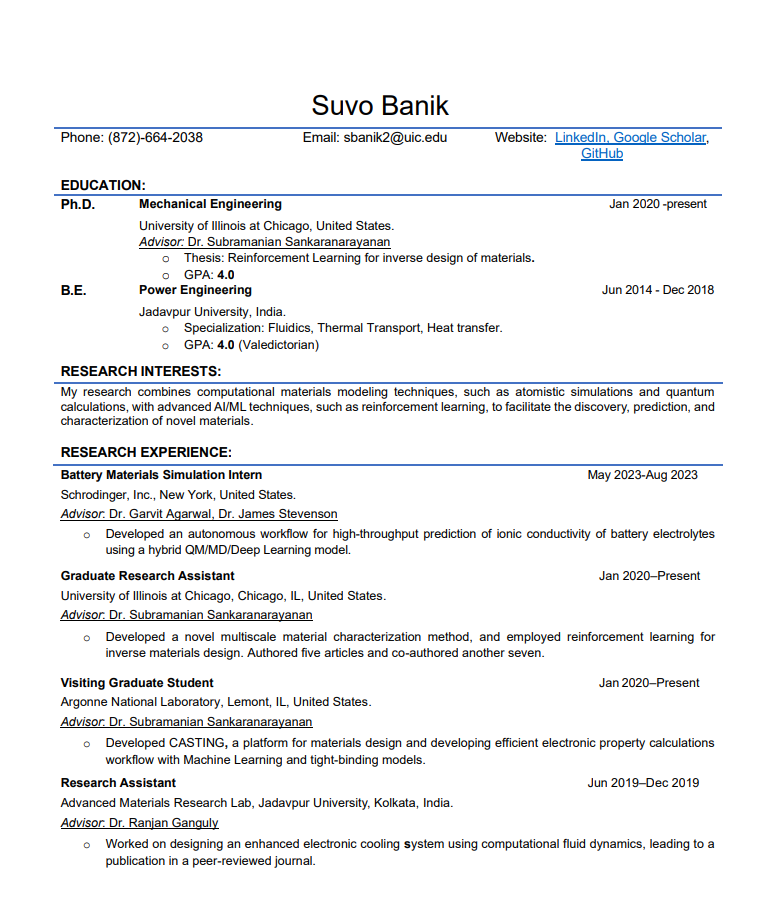 Suvo Banik
Phone: (872)-664-2038 Email: sbanik2@uic.edu Website: LinkedIn, Google Scholar,
GitHub
EDUCATION:
Ph.D. Mechanical Engineering Jan 2020 -present
University of Illinois at Chicago, United States.
Advisor: Dr. Subramanian Sankaranarayanan
o Thesis: Reinforcement Learning for inverse design of materials.
o GPA: 4.0
B.E. Power Engineering Jun 2014 - Dec 2018
Jadavpur University, India.
o Specialization: Fluidics, Thermal Transport, Heat transfer.
o GPA: 4.0 (Valedictorian)
RESEARCH INTERESTS:
My research combines computational materials modeling techniques, such as atomistic simulations and quantum
calculations, with advanced AI/ML techniques, such as reinforcement learning, to facilitate the discovery, prediction, and
characterization of novel materials.
RESEARCH EXPERIENCE:
Battery Materials Simulation Intern May 2023-Aug 2023
Schrodinger, Inc., New York, United States.
Advisor: Dr. Garvit Agarwal, Dr. James Stevenson
o Developed an autonomous workflow for high-throughput prediction of ionic conductivity of battery electrolytes
using a hybrid QM/MD/Deep Learning model.
Graduate Research Assistant Jan 2020–Present
University of Illinois at Chicago, Chicago, IL, United States.
Advisor: Dr. Subramanian Sankaranarayanan
o Developed a novel multiscale material characterization method, and employed reinforcement learning for
inverse materials design. Authored five articles and co-authored another seven.
Visiting Graduate Student Jan 2020–Present
Argonne National Laboratory, Lemont, IL, United States.
Advisor: Dr. Subramanian Sankaranarayanan
o Developed CASTING, a platform for materials design and developing efficient electronic property calculations
workflow with Machine Learning and tight-binding models.
Research Assistant Jun 2019–Dec 2019
Advanced Materials Research Lab, Jadavpur University, Kolkata, India.
Advisor: Dr. Ranjan Ganguly
o Worked on designing an enhanced electronic cooling system using computational fluid dynamics, leading to a
publication in a peer-reviewed journal.